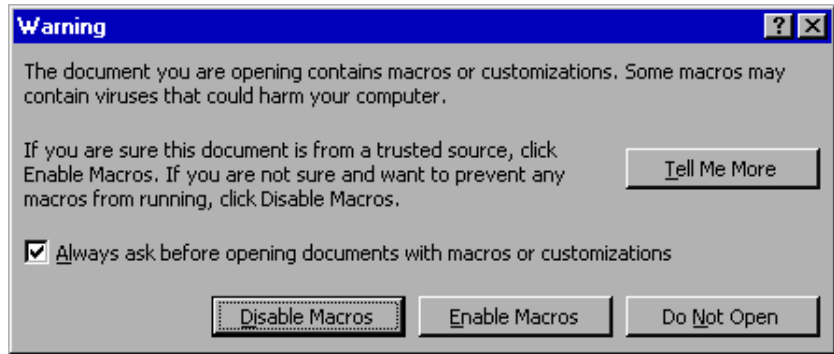 Warning
The document you are opening contains macros or customizations. Some macros may
contain viruses that could harm your computer.
If you are sure this document is from a trusted source, click
Enable Macros. If you are not sure and want to prevent any
macros from running, click Disable Macros.
Tell Me More
Always ask before opening documents with macros or customizations
Disable Macros
Enable Macros
Do Not Open